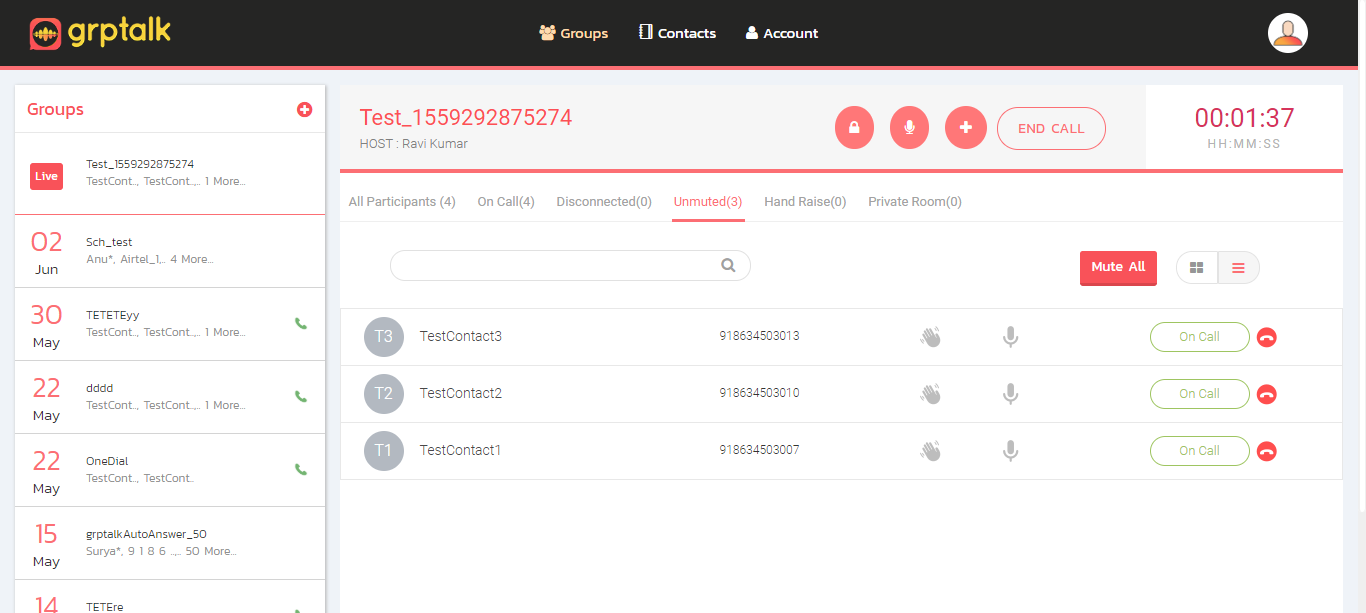 grptalk
Groups
Contacts
Account
Groups
Live
Test_1559292875274
TestCont.., TestCont..,.. 1 More...
02
Jun
Sch_test
Anu*, Airtel_1,.. 4 More...
30
May
TETETEyy
TestCont.., TestCont..,.. 1 More...
22
May
dddd
TestCont.., TestCont..,.. 1 More...
22
May
OneDial
TestCont.., TestCont..
15
May
grptalkAutoAnswer_50
Surya*, 9 1 8 6 ..,.. 50 More...
14
TETEre
Test_1559292875274
HOST : Ravi Kumar
END CALL
00:01:37
HH:MM:SS
All Participants (4)
On Call(4)
Disconnected(0)
Unmuted(3)
Hand Raise(0)
Private Room(0)
Mute All
T3
TestContact3
918634503013
On Call
T2
TestContact2
918634503010
On Call
T1
TestContact1
918634503007
On Call